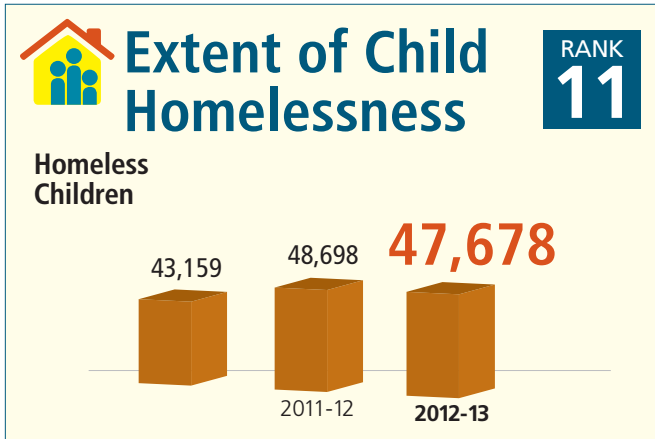 Extent of Child
Homelessness
RANK
11
Homeless
Children
43,159
48,698
47,678
2011-12
2012-13